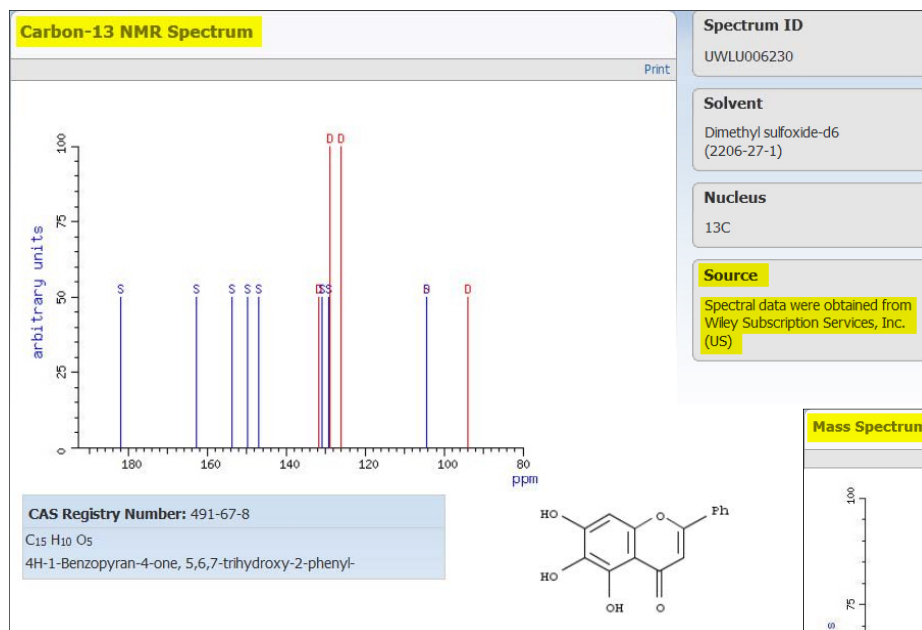 Carbon-13 NMR Spectrum
Print
100
75
50
25
0
arbitrary units
D D
S S S S S D S S S D
180 160 140 120 100 80
ppm
CAS Registry Number: 491-67-8
C15 H10 O5
4H-1-Benzopyran-4-one, 5,6,7-trihydroxy-2-phenyl-
HO
O
Ph
HO
OH
O
Spectrum ID
UWLU006230
Solvent
Dimethyl sulfoxide-d6
(2206-27-1)
Nucleus
13C
Source
Spectral data were obtained from
Wiley Subscription Services, Inc.
(US)
Mass Spectrum
100
75